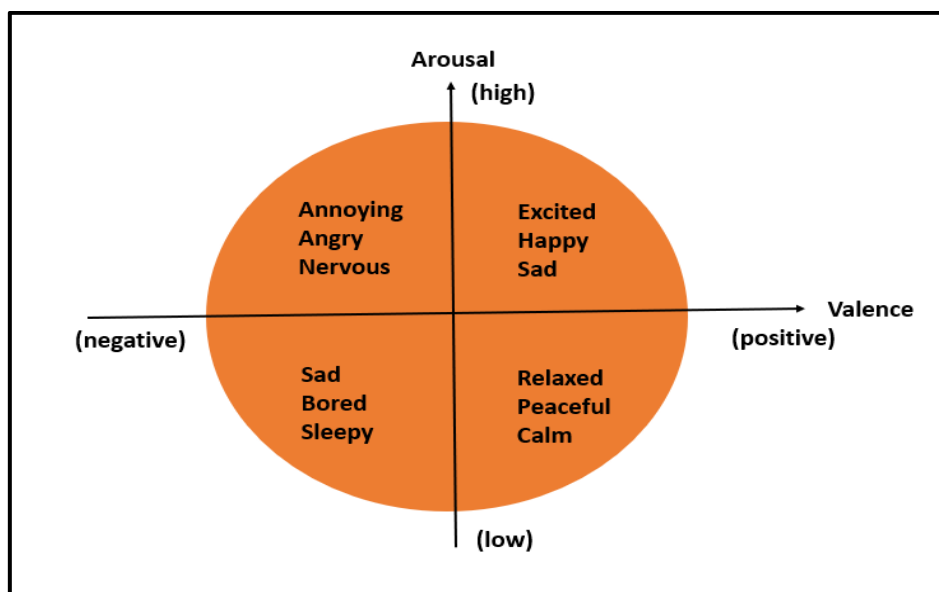 Arousal
(high)
Annoying
Angry
Nervous
Excited
Happy
Sad
Valence
(negative)
(positive)
Sad
Bored
Sleepy
Relaxed
Peaceful
Calm
(low)